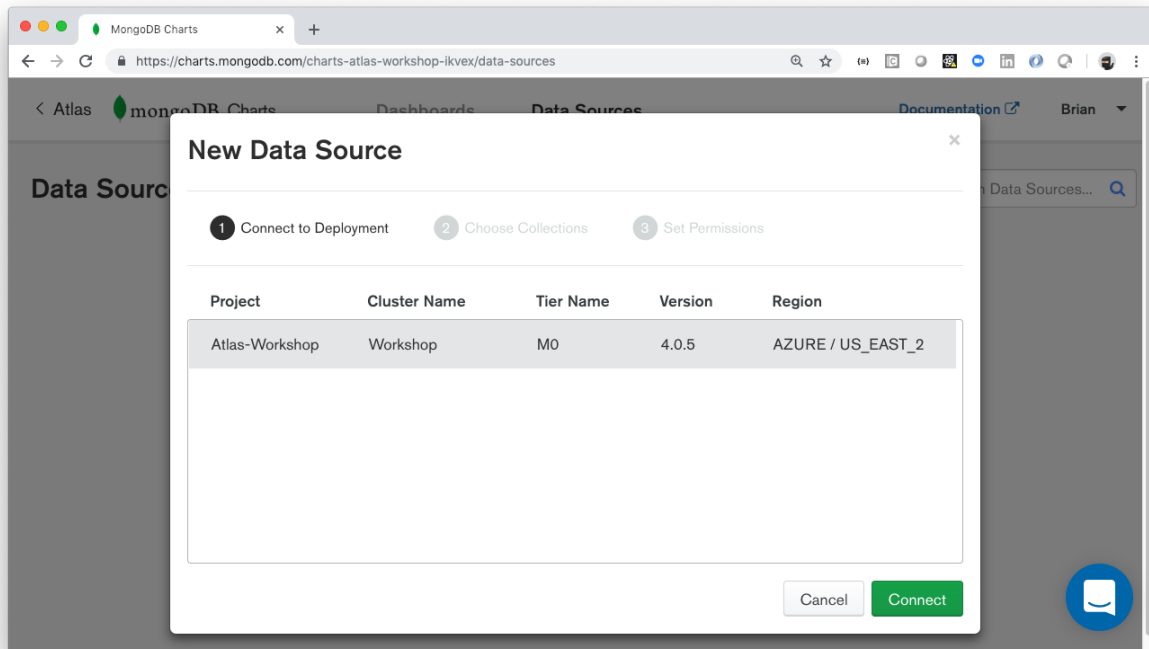 MongoDB Charts
https://charts.mongodb.com/charts-atlas-workshop-ikvex/data-sources
Atlas mongoDB Charts Dashboards Data Sources Documentation Brian
New Data Source
Data Sourc
Data Sources...
1 Connect to Deployment 2 Choose Collections 3 Set Permissions
Project Cluster Name Tier Name Version Region
Atlas-Workshop Workshop M0 4.0.5 AZURE / US_EAST_2
Cancel Connect